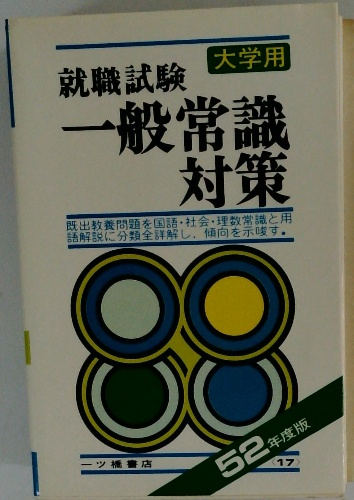 大学用
就職試験
一般常識
対策
既出教養問題を国語・社会・理数常識と用
語解説に分類全詳解し、傾向を示唆す。
52年度版
一ツ橋書店
17